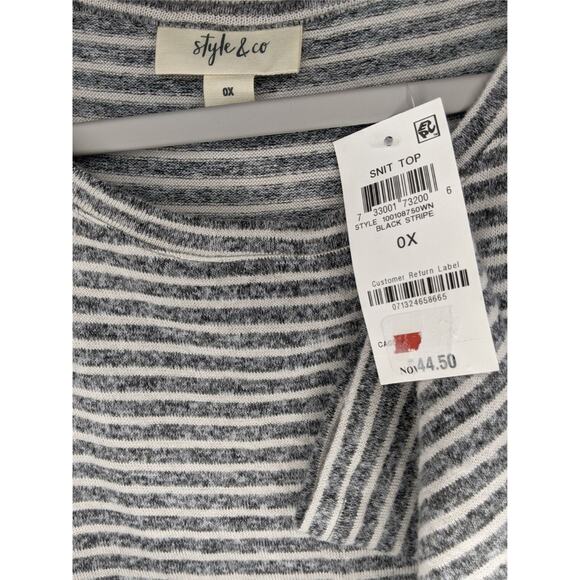 style & co
0X
SNIT TOP
7 33001 73200 6
STYLE 100108750WN
BLACK STRIPE
0X
Customer Return Label
071324658665
44.50